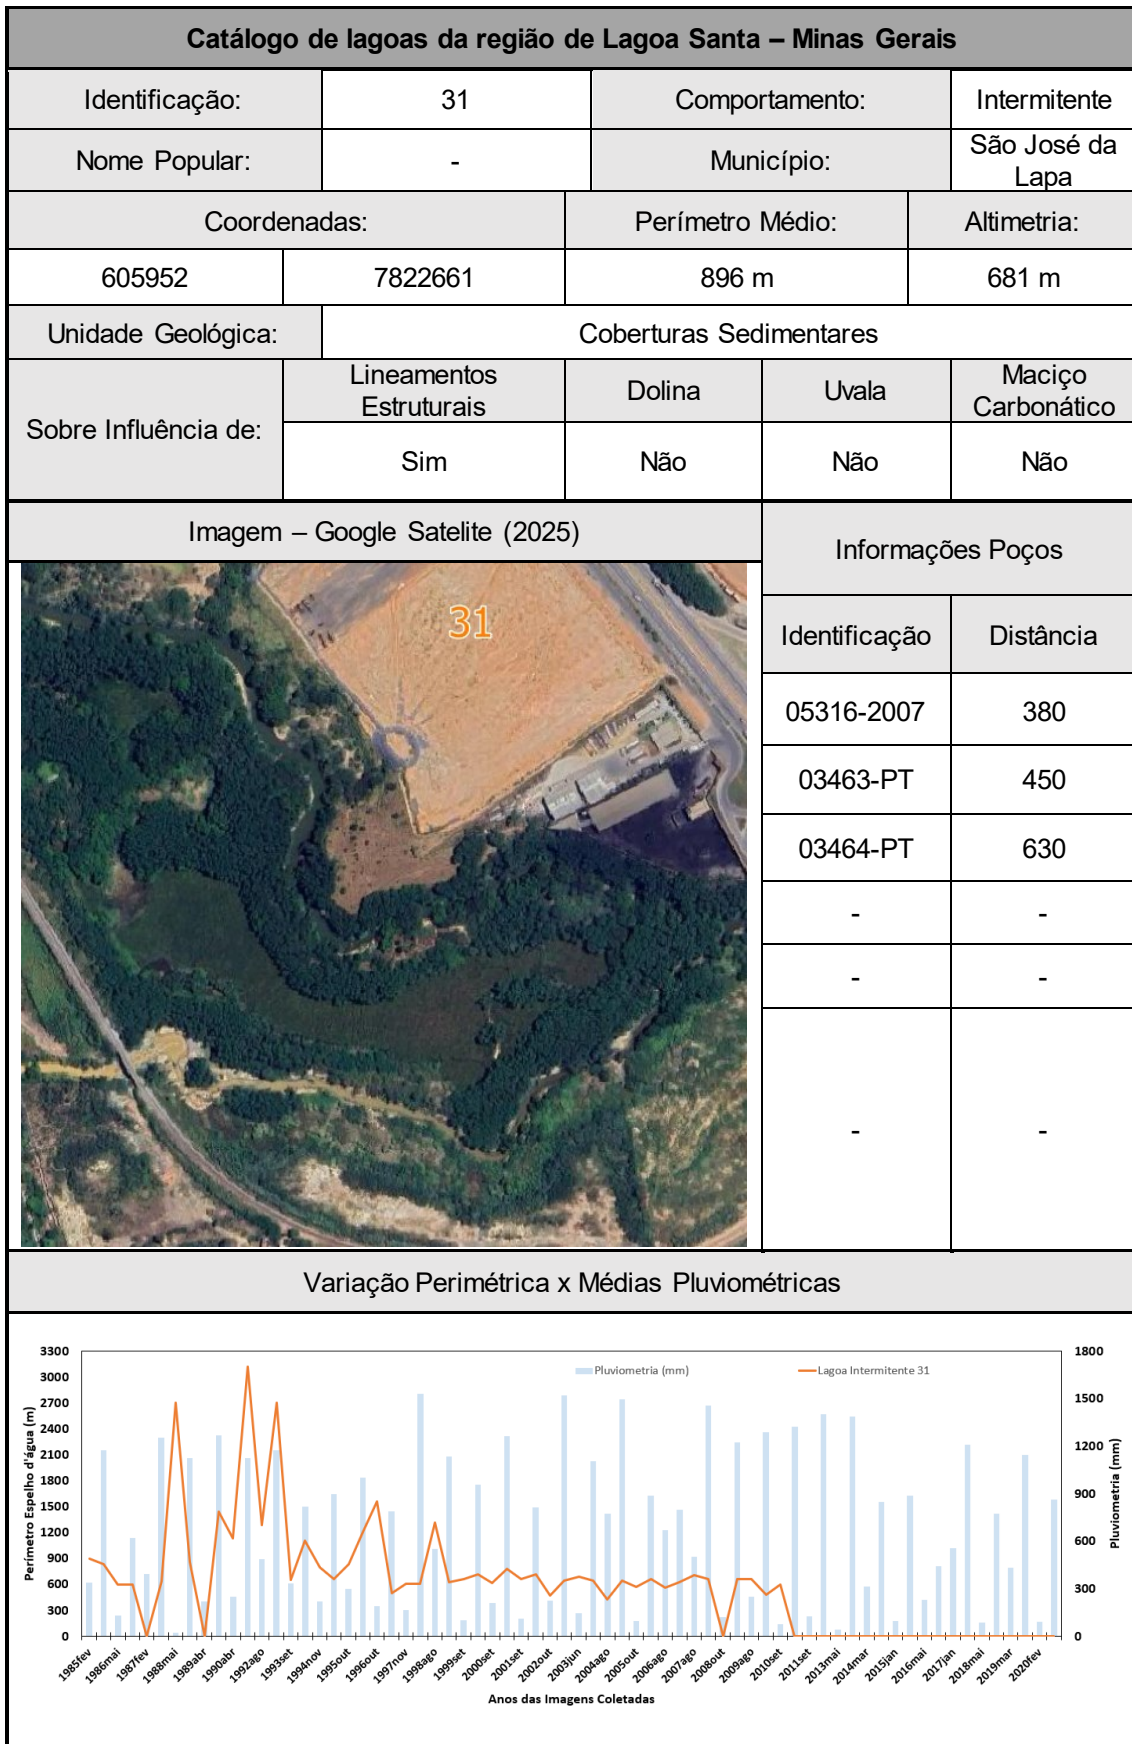 Catálogo de lagoas da região de Lagoa Santa – Minas Gerais
Identificação: 31 Comportamento: Intermitente
Nome Popular: - Município: São José da Lapa
Coordenadas: Perímetro Médio: Altimetria:
605952 7822661 896 m 681 m
Unidade Geológica: Coberturas Sedimentares
Sobre Influência de: Lineamentos Estruturais Dolina Uvala Maciço Carbonático
Sim Não Não Não
Imagem – Google Satelite (2025)
31
Informações Poços
Identificação Distância
05316-2007 380
03463-PT 450
03464-PT 630
- -
- -
- -
Variação Perimétrica x Médias Pluviométricas
Pluviometria (mm) Lagoa Intermitente 31
Perímetro Espelho d'água (m)
3300
3000
2700
2400
2100
1800
1500
1200
900
600
300
0
1800
1500
1200
900
600
300
0
Pluviometria (mm)
1985fev 1986mai 1987fev 1988mai 1989abr 1990abr 1992ago 1993set 1994nov 1995out 1996out 1997nov 1998ago 1999set 2000set 2001set 2002out 2003jun 2004ago 2005out 2006ago 2007ago 2008out 2009ago 2010set 2011set 2013mai 2014mar 2015jan 2016mai 2017jan 2018mai 2019mar 2020fev
Anos das Imagens Coletadas